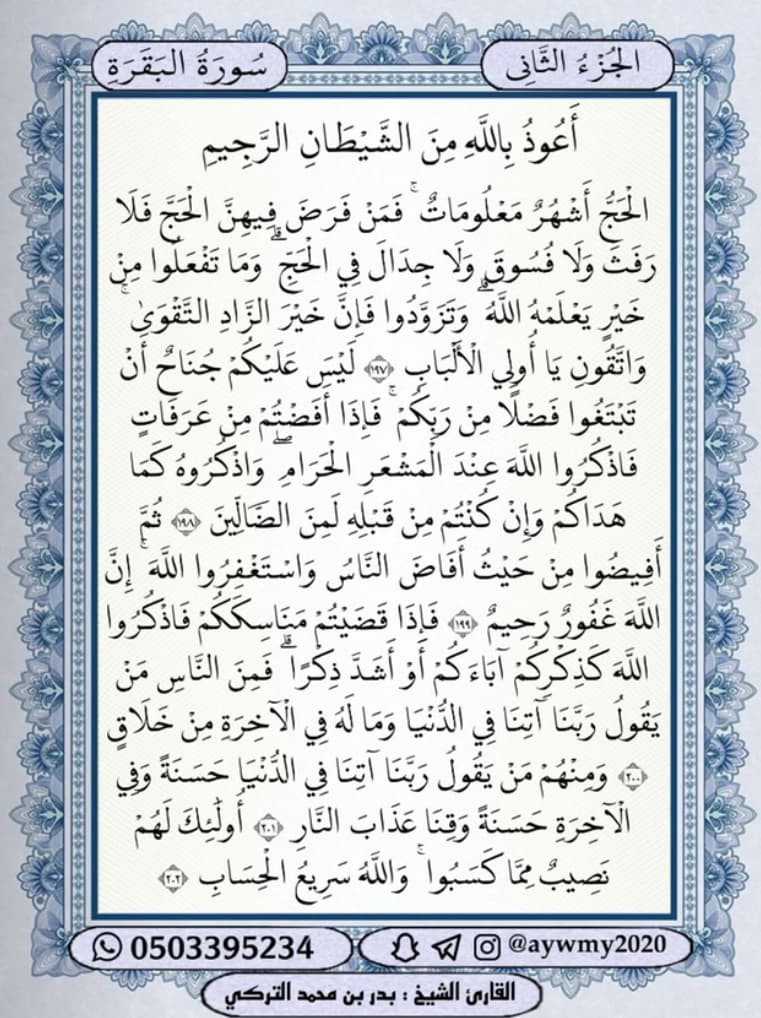 الجُزْءُ الثَّانِى
سُورَةُ البَقَرَةِ
أَعُوذُ بِاللَّهِ مِنَ الشَّيْطَانِ الرَّجِيمِ
الْحَجُّ أَشْهُرٌ مَعْلُومَاتٌ ۚ فَمَنْ فَرَضَ فِيهِنَّ الْحَجَّ فَلَا
رَفَثَ وَلَا فُسُوقَ وَلَا جِدَالَ فِي الْحَجِّ ۗ وَمَا تَفْعَلُوا مِنْ
خَيْرٍ يَعْلَمْهُ اللَّهُ ۗ وَتَزَوَّدُوا فَإِنَّ خَيْرَ الزَّادِ التَّقْوَىٰ ۚ
وَاتَّقُونِ يَا أُولِي الْأَلْبَابِ ﴿١٩٧﴾ لَيْسَ عَلَيْكُمْ جُنَاحٌ أَنْ
تَبْتَغُوا فَضْلًا مِنْ رَبِّكُمْ ۚ فَإِذَا أَفَضْتُمْ مِنْ عَرَفَاتٍ
فَاذْكُرُوا اللَّهَ عِنْدَ الْمَشْعَرِ الْحَرَامِ ۖ وَاذْكُرُوهُ كَمَا
هَدَاكُمْ وَإِنْ كُنْتُمْ مِنْ قَبْلِهِ لَمِنَ الضَّالِّينَ ﴿١٩٨﴾ ثُمَّ
أَفِيضُوا مِنْ حَيْثُ أَفَاضَ النَّاسُ وَاسْتَغْفِرُوا اللَّهَ ۚ إِنَّ
اللَّهَ غَفُورٌ رَحِيمٌ ﴿١٩٩﴾ فَإِذَا قَضَيْتُمْ مَنَاسِكَكُمْ فَاذْكُرُوا
اللَّهَ كَذِكْرِكُمْ آبَاءَكُمْ أَوْ أَشَدَّ ذِكْرًا ۗ فَمِنَ النَّاسِ مَنْ
يَقُولُ رَبَّنَا آتِنَا فِي الدُّنْيَا وَمَا لَهُ فِي الْآخِرَةِ مِنْ خَلَاقٍ
﴿٢٠٠﴾ وَمِنْهُمْ مَنْ يَقُولُ رَبَّنَا آتِنَا فِي الدُّنْيَا حَسَنَةً وَفِي
الْآخِرَةِ حَسَنَةً وَقِنَا عَذَابَ النَّارِ ﴿٢٠١﴾ أُولَٰئِكَ لَهُمْ
نَصِيبٌ مِمَّا كَسَبُوا ۚ وَاللَّهُ سَرِيعُ الْحِسَابِ ﴿٢٠٢﴾
0503395234
@aywmy2020
القارئ الشيخ : بدر بن محمد التركي